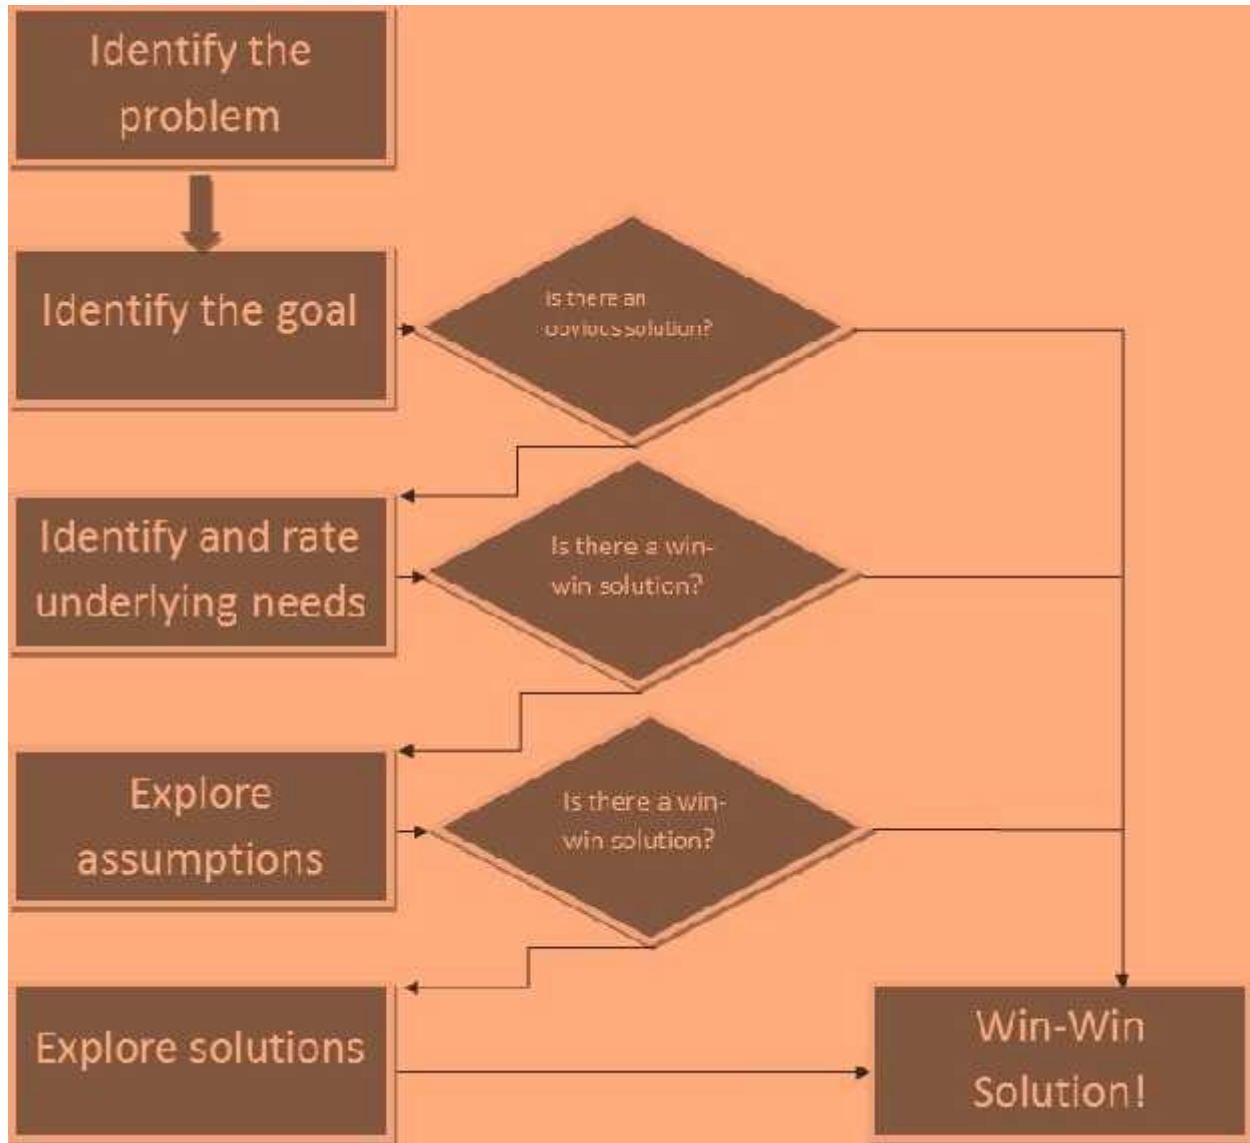 Identify the
problem
Identify the goal
Is there an
obvious solution?
Identify and rate
underlying needs
Is there a win-
win solution?
Explore
assumptions
Is there a win-
win solution?
Explore solutions
Win-Win
Solution!